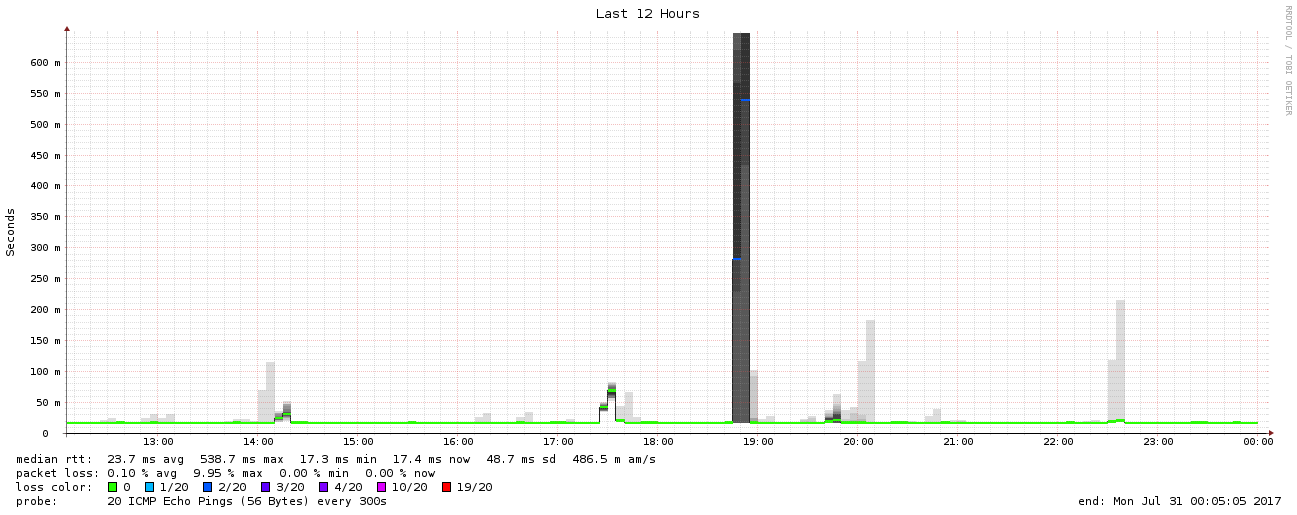 Last 12 Hours
RRDTOOL / TOBI OETIKER
Seconds
600 m
550 m
500 m
450 m
400 m
350 m
300 m
250 m
200 m
150 m
100 m
50 m
0
13:00 14:00 15:00 16:00 17:00 18:00 19:00 20:00 21:00 22:00 23:00 00:00
median rtt: 23.7 ms avg 538.7 ms max 17.3 ms min 17.4 ms now 48.7 ms sd 486.5 m am/s
packet loss: 0.10 % avg 9.95 % max 0.00 % min 0.00 % now
loss color: 0 1/20 2/20 3/20 4/20 10/20 19/20
probe: 20 ICMP Echo Pings (56 Bytes) every 300s end: Mon Jul 31 00:05:05 2017